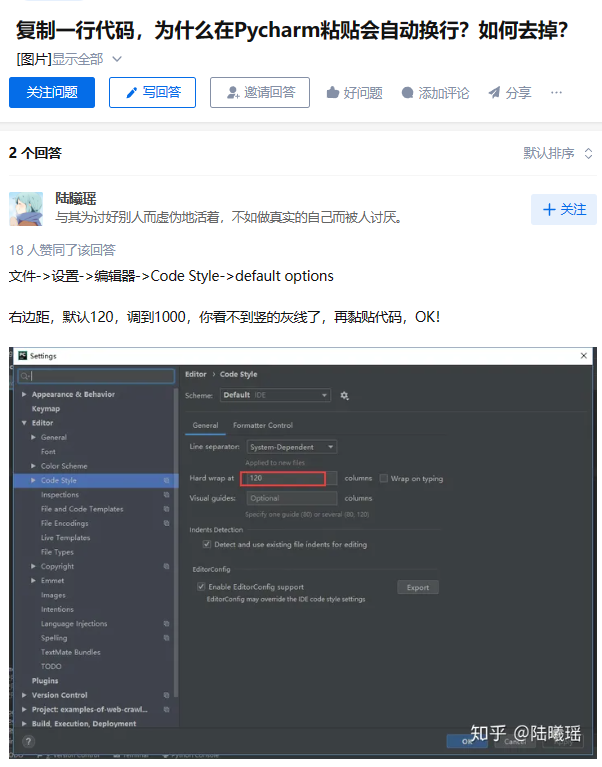 复制一行代码，为什么在Pycharm粘贴会自动换行？如何去掉？
[图片]显示全部
关注问题
写回答
邀请回答
好问题
添加评论
分享
2 个回答
默认排序
陆曦瑶
与其为讨好别人而虚伪地活着，不如做真实的自己而被人讨厌。
+ 关注
18 人赞同了该回答
文件->设置->编辑器->Code Style->default options
右边距，默认120，调到1000，你看不到竖的灰线了，再黏贴代码，OK！
Settings
Appearance & Behavior
Keymap
Editor
General
Font
Color Scheme
Code Style
Inspections
File and Code Templates
File Encodings
Live Templates
File Types
Copyright
Emmet
Images
Intentions
Language Injections
Spelling
TextMate Bundles
TODO
Plugins
Version Control
Project: examples-of-web-crawl...
Build, Execution, Deployment
Editor › Code Style
Scheme: Default IDE
General Formatter Control
Line separator: System-Dependent
Applied to new files
Hard wrap at 120 columns Wrap on typing
Visual guides: Optional columns
Specify one guide (80) or several (80, 120)
Indents Detection
Detect and use existing file indents for editing
EditorConfig
Enable EditorConfig support Export
EditorConfig may override the IDE code style settings
?
OK Cancel
知乎 @陆曦瑶